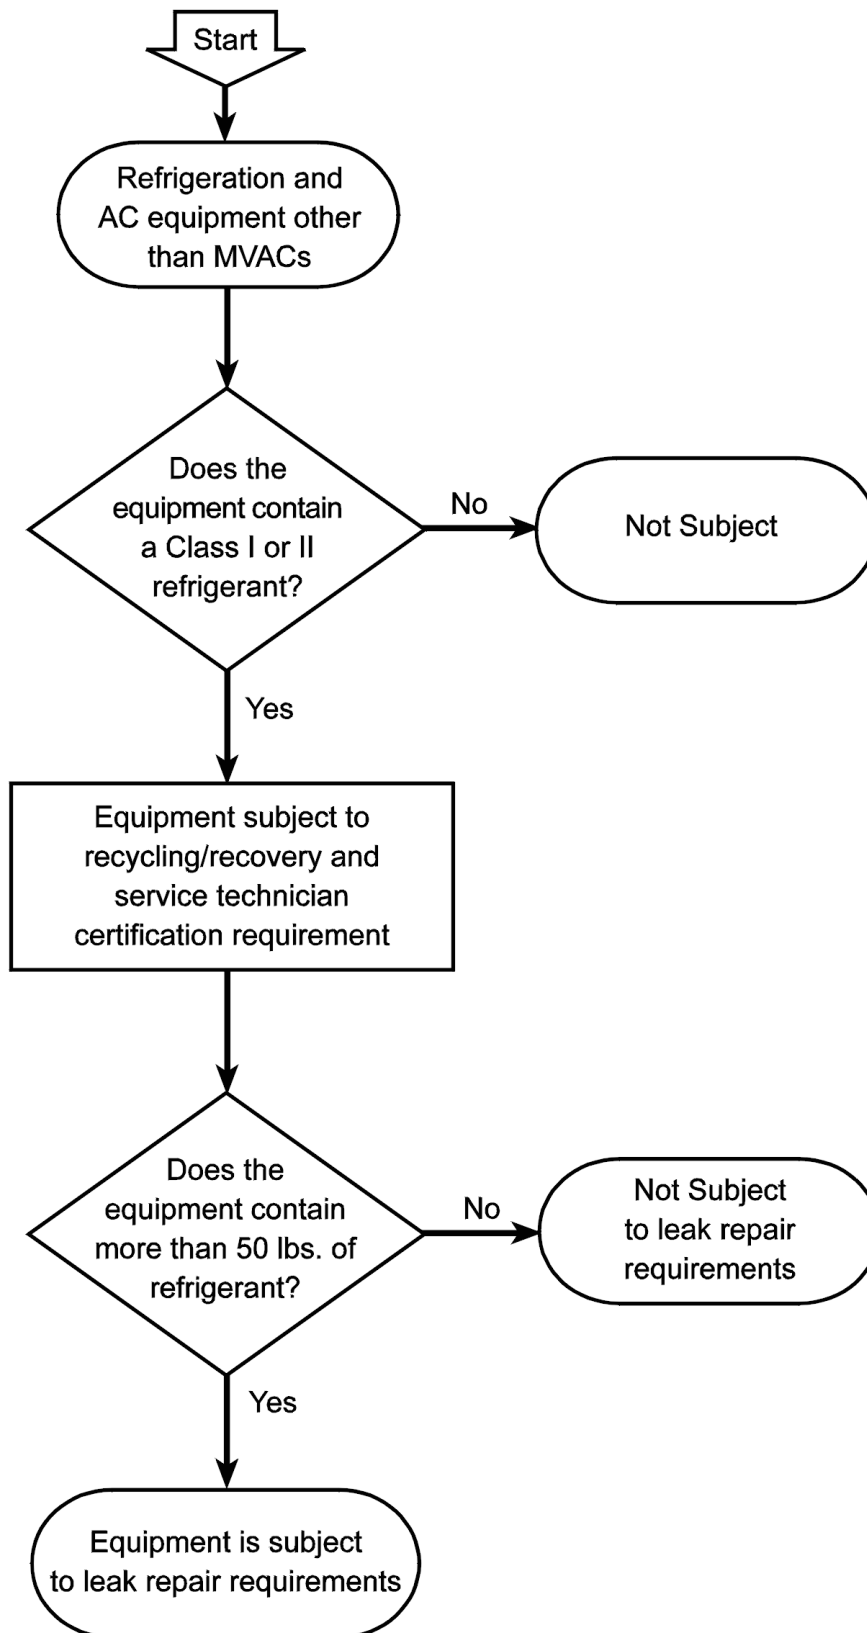 Start
Refrigeration and
AC equipment other
than MVACs
Does the
equipment contain
a Class I or II
refrigerant?
No
Not Subject
Yes
Equipment subject to
recycling/recovery and
service technician
certification requirement
Does the
equipment contain
more than 50 lbs. of
refrigerant?
No
Not Subject
to leak repair
requirements
Yes
Equipment is subject
to leak repair requirements